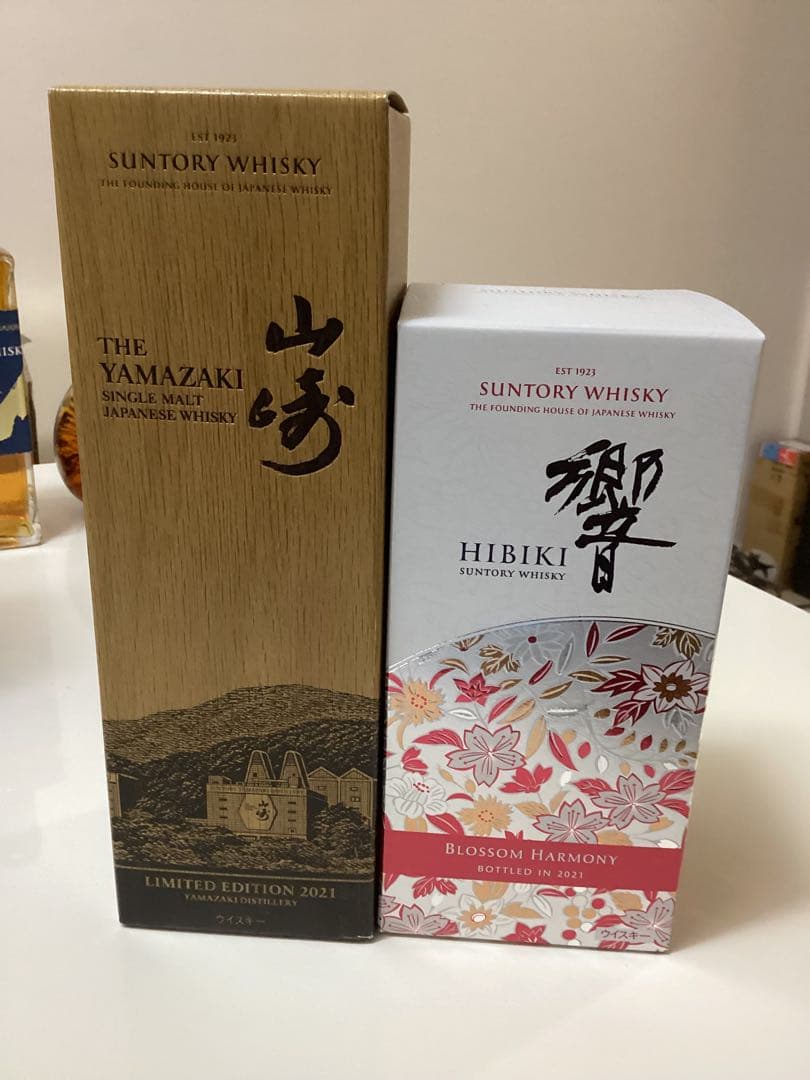 EST 1923
SUNTORY WHISKY
THE FOUNDING HOUSE OF JAPANESE WHISKY
THE
YAMAZAKI
SINGLE MALT
JAPANESE WHISKY
山崎
LIMITED EDITION 2021
YAMAZAKI DISTILLERY
ウイスキー
EST 1923
SUNTORY WHISKY
THE FOUNDING HOUSE OF JAPANESE WHISKY
響
HIBIKI
SUNTORY WHISKY
BLOSSOM HARMONY
BOTTLED IN 2021
ウイスキー